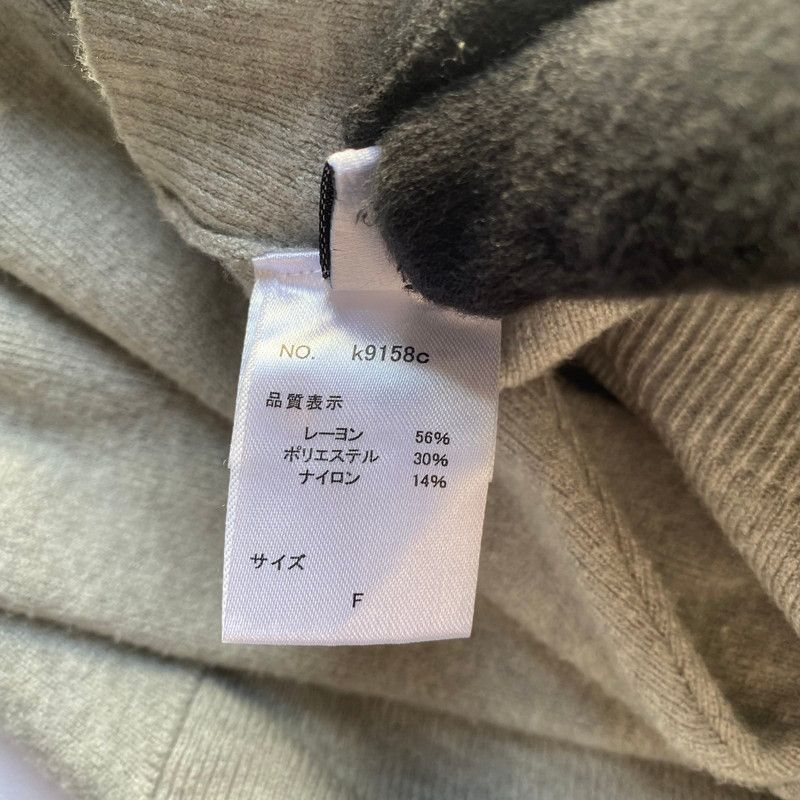 NO. k9158c
品質表示
レーヨン 56%
ポリエステル 30%
ナイロン 14%
サイズ
F